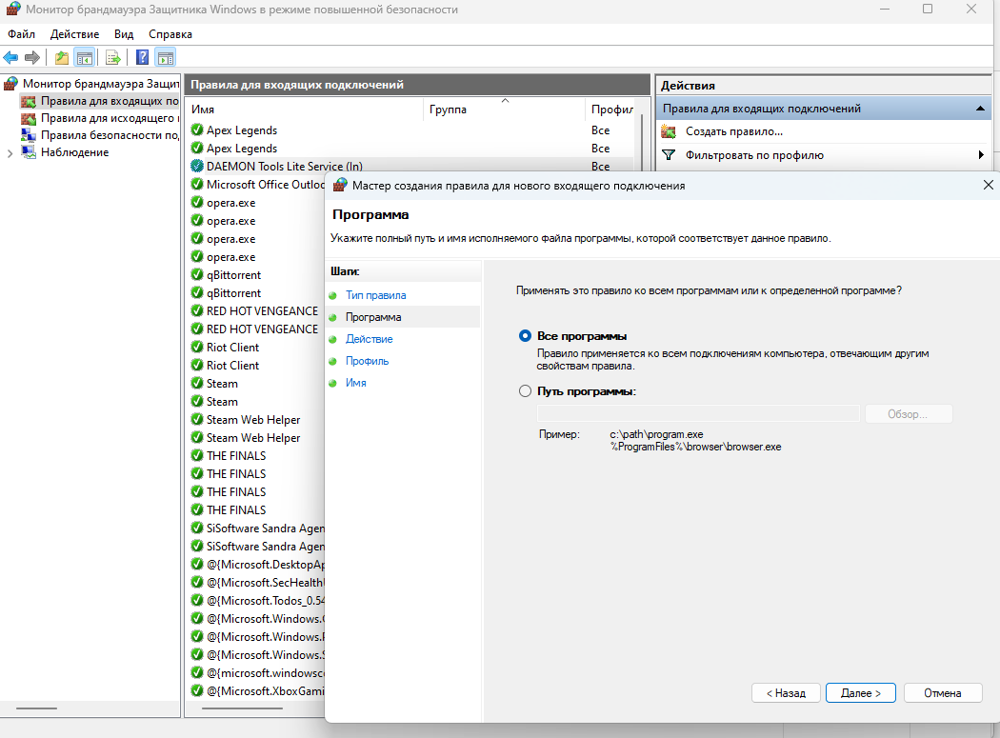 Монитор брандмауэра Защитника Windows в режиме повышенной безопасности
Файл Действие Вид Справка
Монитор брандмауэра Защит
Правила для входящих по
Правила для исходящего
Правила безопасности по
Наблюдение
Правила для входящих подключений
Имя Группа Профил
Apex Legends Все
Apex Legends Все
DAEMON Tools Lite Service (In) Все
Microsoft Office Outloo
opera.exe
opera.exe
opera.exe
opera.exe
qBittorrent
qBittorrent
RED HOT VENGEANCE
RED HOT VENGEANCE
Riot Client
Riot Client
Steam
Steam
Steam Web Helper
Steam Web Helper
THE FINALS
THE FINALS
THE FINALS
THE FINALS
SiSoftware Sandra Agen
SiSoftware Sandra Agen
@{Microsoft.DesktopAp
@{Microsoft.SecHealthU
@{Microsoft.Todos_0.54
@{Microsoft.Windows.
@{Microsoft.Windows.
@{Microsoft.Windows.
@{microsoft.windowsco
@{Microsoft.XboxGami
Действия
Правила для входящих подключений
Создать правило...
Фильтровать по профилю
Мастер создания правила для нового входящего подключения
Программа
Укажите полный путь и имя исполняемого файла программы, которой соответствует данное правило.
Шаги:
Тип правила
Программа
Действие
Профиль
Имя
Применять это правило ко всем программам или к определенной программе?
Все программы
Правило применяется ко всем подключениям компьютера, отвечающим другим
свойствам правила.
Путь программы:
Обзор...
Пример: c:\path\program.exe
%ProgramFiles%\browser\browser.exe
< Назад Далее > Отмена